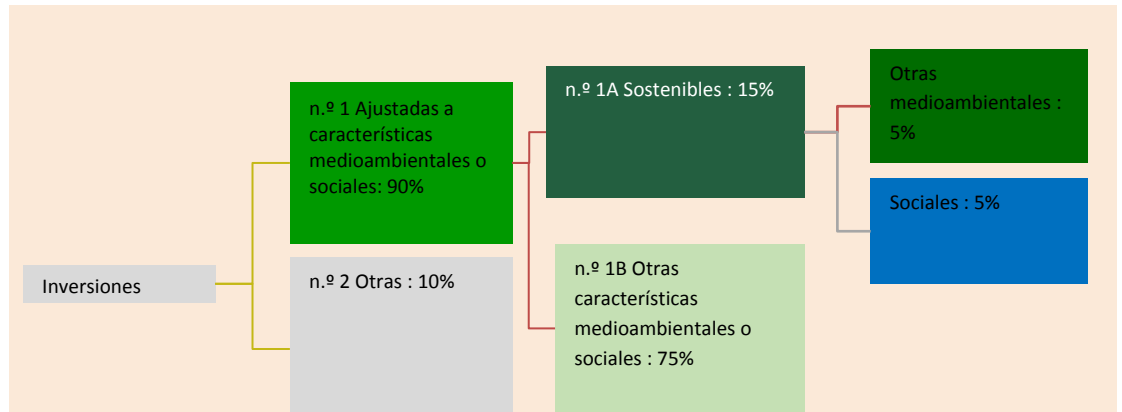 Inversiones
n.º 1 Ajustadas a
características
medioambientales o
sociales: 90%
n.º 2 Otras : 10%
n.º 1A Sostenibles : 15%
n.º 1B Otras
características
medioambientales o
sociales : 75%
Otras
medioambientales :
5%
Sociales : 5%